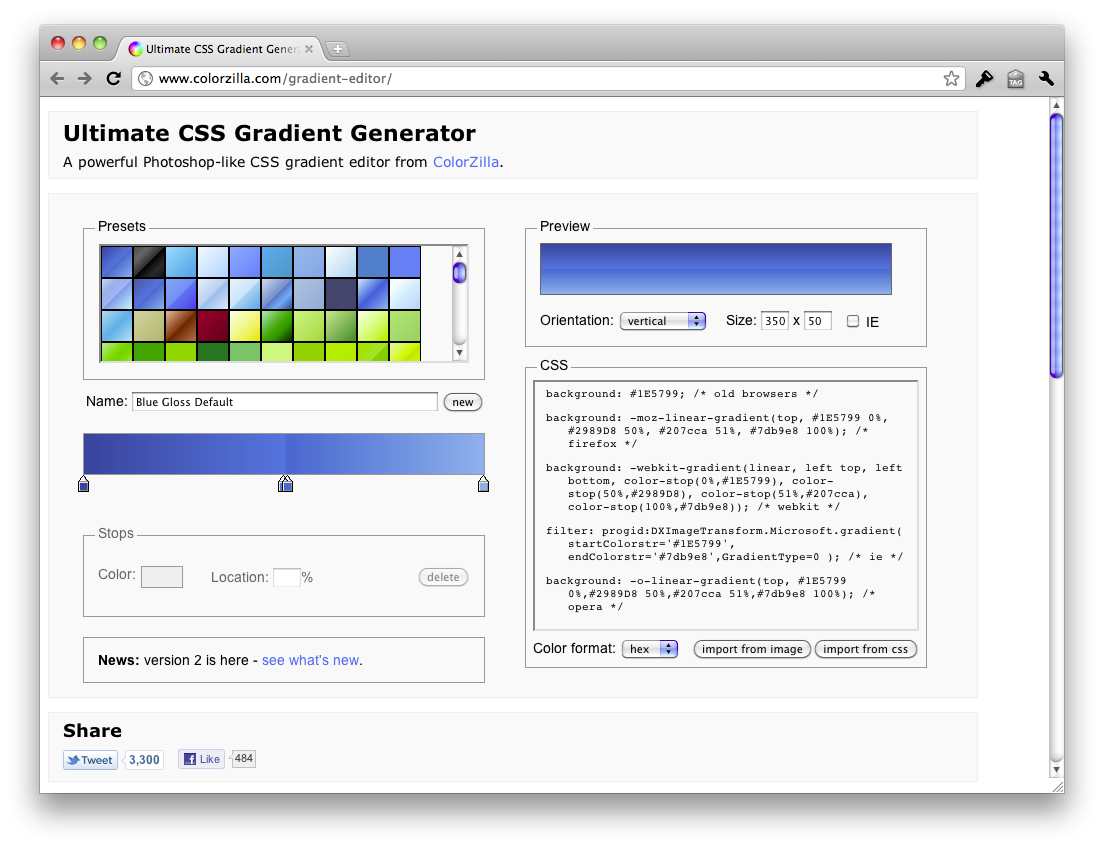 Ultimate CSS Gradient Gener
www.colorzilla.com/gradient-editor/
TAG
Ultimate CSS Gradient Generator
A powerful Photoshop-like CSS gradient editor from ColorZilla.
Presets
Name: Blue Gloss Default new
Stops
Color: Location: % delete
News: version 2 is here - see what's new.
Preview
Orientation: vertical Size: 350 x 50 IE
CSS
background: #1E5799; /* old browsers */
background: -moz-linear-gradient(top, #1E5799 0%,
#2989D8 50%, #207cca 51%, #7db9e8 100%); /*
firefox */
background: -webkit-gradient(linear, left top, left
bottom, color-stop(0%,#1E5799), color-
stop(50%,#2989D8), color-stop(51%,#207cca),
color-stop(100%,#7db9e8)); /* webkit */
filter: progid:DXImageTransform.Microsoft.gradient(
startColorstr='#1E5799',
endColorstr='#7db9e8',GradientType=0 ); /* ie */
background: -o-linear-gradient(top, #1E5799
0%,#2989D8 50%,#207cca 51%,#7db9e8 100%); /*
opera */
Color format: hex import from image import from css
Share
Tweet 3,300 Like 484